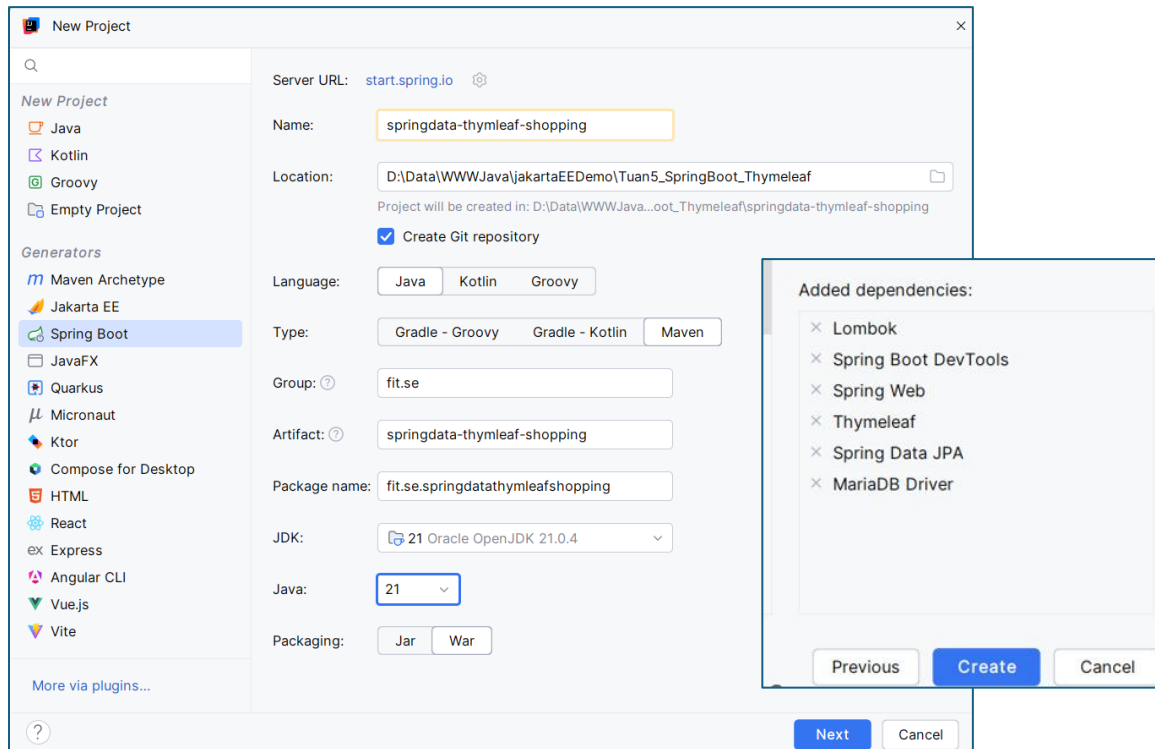 New Project
New Project
Java
Kotlin
Groovy
Empty Project
Generators
Maven Archetype
Jakarta EE
Spring Boot
JavaFX
Quarkus
Micronaut
Ktor
Compose for Desktop
HTML
React
Express
Angular CLI
Vue.js
Vite
More via plugins...
Server URL: start.spring.io
Name: springdata-thymleaf-shopping
Location: D:\Data\WWWJava\jakartaEEDemo\Tuan5_SpringBoot_Thymeleaf
Project will be created in: D:\Data\WWWJava...oot_Thymeleaf\springdata-thymleaf-shopping
Create Git repository
Language: Java Kotlin Groovy
Type: Gradle - Groovy Gradle - Kotlin Maven
Group: ? fit.se
Artifact: ? springdata-thymleaf-shopping
Package name: fit.se.springdatathymleafshopping
JDK: 21 Oracle OpenJDK 21.0.4
Java: 21
Packaging: Jar War
? Next Cancel
Added dependencies:
Lombok
Spring Boot DevTools
Spring Web
Thymeleaf
Spring Data JPA
MariaDB Driver
Previous Create Cancel